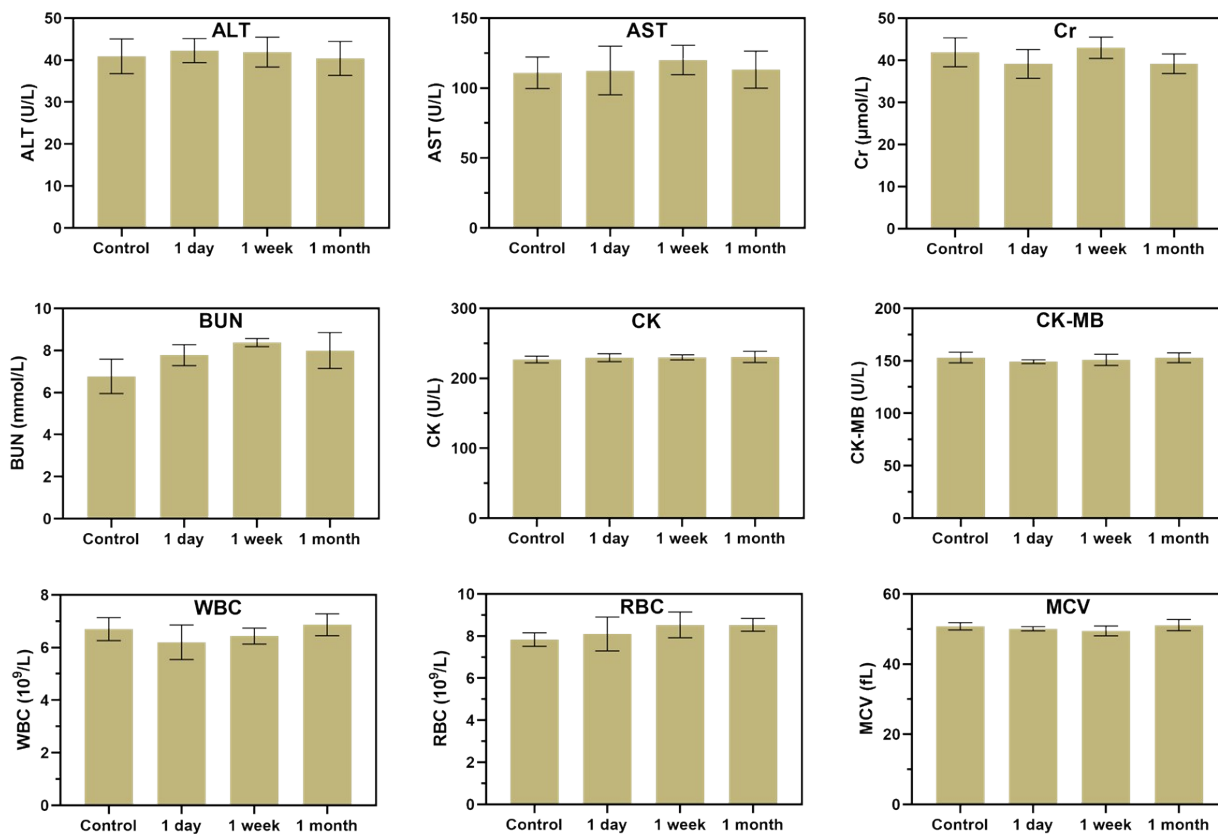 ALT
ALT (U/L)
50
40
30
20
10
0
Control 1 day 1 week 1 month
AST
AST (U/L)
150
100
50
0
Control 1 day 1 week 1 month
Cr
Cr (μmol/L)
50
40
30
20
10
0
Control 1 day 1 week 1 month
BUN
BUN (mmol/L)
10
8
6
4
2
0
Control 1 day 1 week 1 month
CK
CK (U/L)
300
200
100
0
Control 1 day 1 week 1 month
CK-MB
CK-MB (U/L)
200
150
100
50
0
Control 1 day 1 week 1 month
WBC
WBC (10⁹/L)
8
6
4
2
0
Control 1 day 1 week 1 month
RBC
RBC (10⁹/L)
10
8
6
4
2
0
Control 1 day 1 week 1 month
MCV
MCV (fL)
60
40
20
0
Control 1 day 1 week 1 month